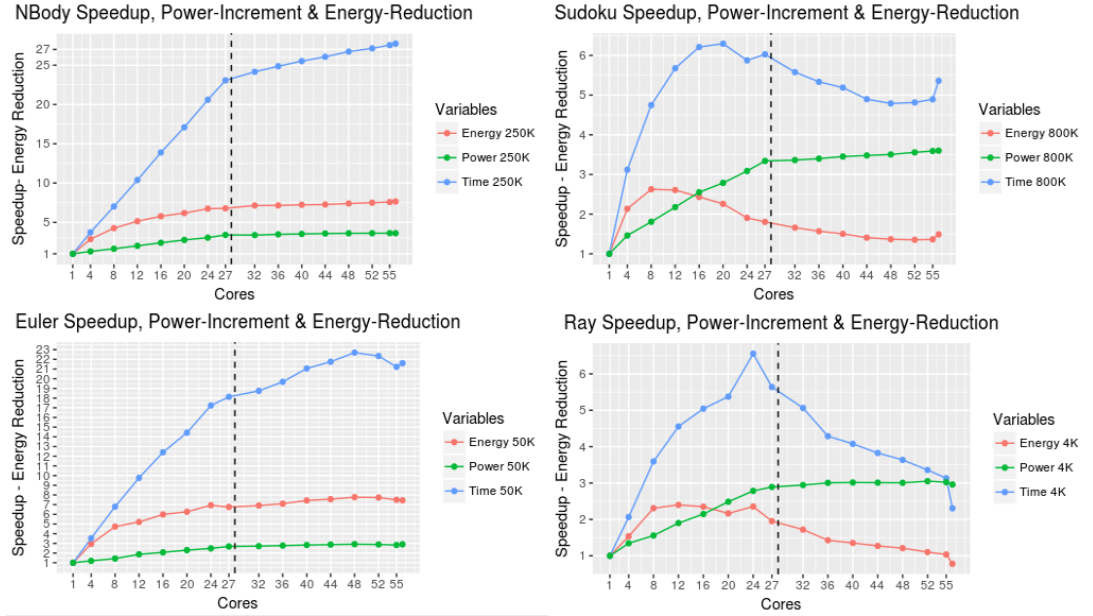 NBody Speedup, Power-Increment & Energy-Reduction
Speedup- Energy Reduction
27
25
20
15
10
5
1
1 4 8 12 16 20 24 27 32 36 40 44 48 52 55
Cores
Variables
Energy 250K
Power 250K
Time 250K
Sudoku Speedup, Power-Increment & Energy-Reduction
Speedup - Energy Reduction
6
5
4
3
2
1
1 4 8 12 16 20 24 27 32 36 40 44 48 52 55
Cores
Variables
Energy 800K
Power 800K
Time 800K
Euler Speedup, Power-Increment & Energy-Reduction
Speedup - Energy Reduction
23
22
21
20
19
18
17
16
15
14
13
12
11
10
9
8
7
6
5
4
3
2
1
1 4 8 12 16 20 24 27 32 36 40 44 48 52 55
Cores
Variables
Energy 50K
Power 50K
Time 50K
Ray Speedup, Power-Increment & Energy-Reduction
Speedup - Energy Reduction
6
5
4
3
2
1
1 4 8 12 16 20 24 27 32 36 40 44 48 52 55
Cores
Variables
Energy 4K
Power 4K
Time 4K